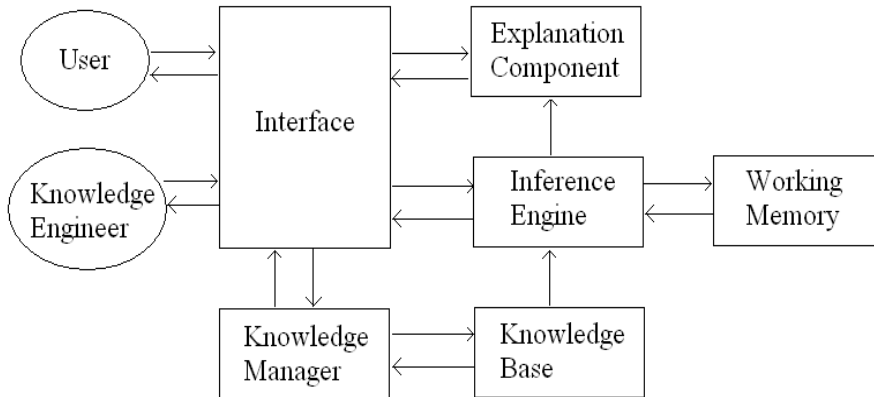 User
Interface
Explanation
Component
Knowledge
Engineer
Inference
Engine
Working
Memory
Knowledge
Manager
Knowledge
Base